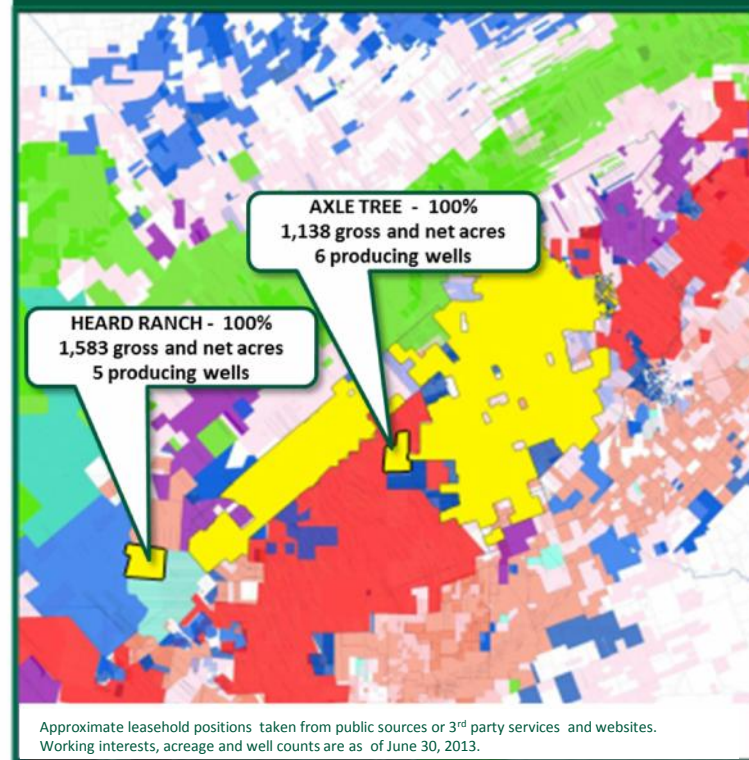 AXLE TREE - 100%
1,138 gross and net acres
6 producing wells
HEARD RANCH - 100%
1,583 gross and net acres
5 producing wells
Approximate leasehold positions taken from public sources or 3rd party services and websites.
Working interests, acreage and well counts are as of June 30, 2013.